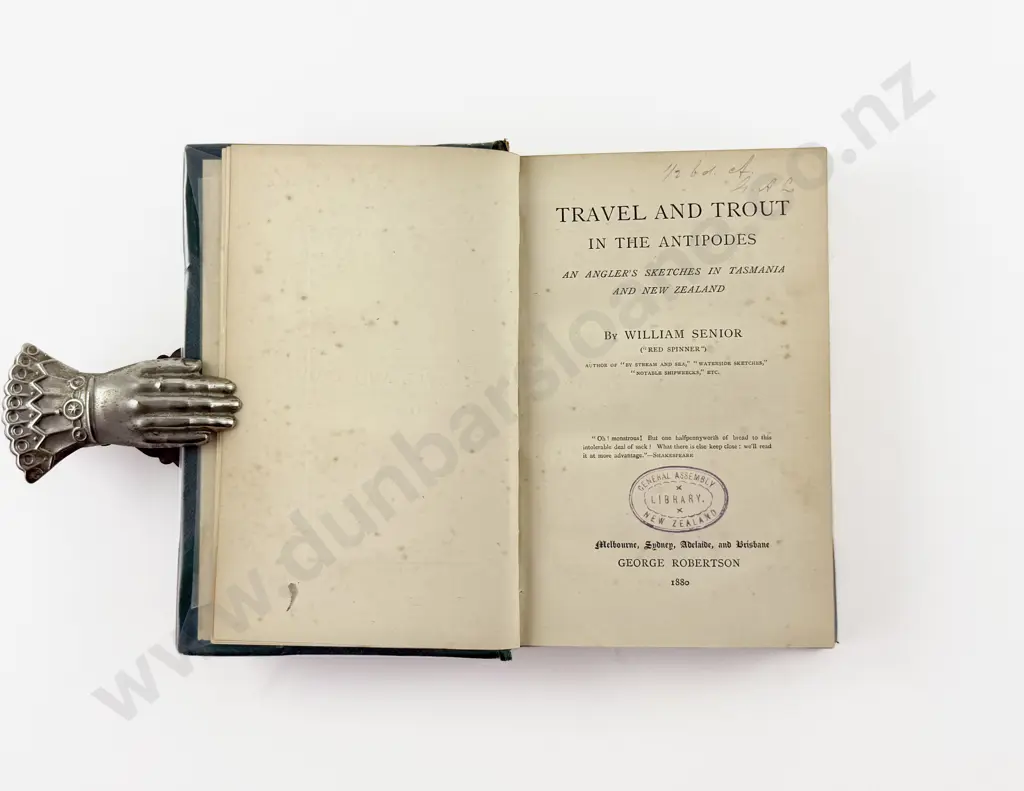 1/2 bd. A.
G A L
TRAVEL AND TROUT
IN THE ANTIPODES
AN ANGLER'S SKETCHES IN TASMANIA
AND NEW ZEALAND
By WILLIAM SENIOR
("RED SPINNER")
AUTHOR OF "BY STREAM AND SEA," "WATERSIDE SKETCHES,"
"NOTABLE SHIPWRECKS," ETC.
"Oh! monstrous! But one halfpennyworth of bread to this
intolerable deal of sack! What there is else keep close; we'll read
it at more advantage."—SHAKESPEARE
GENERAL ASSEMBLY
LIBRARY.
NEW ZEALAND
Melbourne, Sydney, Adelaide, and Brisbane
GEORGE ROBERTSON
1880
www.dunbarsloane.co.nz